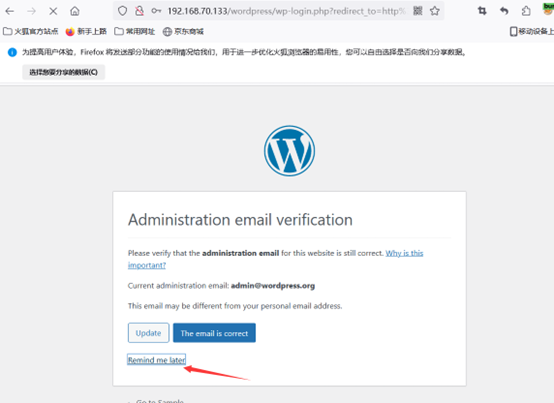 192.168.70.133/wordpress/wp-login.php?redirect_to=http%
火狐官方站点 新手上路 常用网址 京东商城 移动设备上
为提高用户体验，Firefox 将发送部分功能的使用情况给我们，用于进一步优化火狐浏览器的易用性，您可以自由选择是否向我们分享数据。
选择您要分享的数据(C)
Administration email verification
Please verify that the administration email for this website is still correct. Why is this
important?
Current administration email: admin@wordpress.org
This email may be different from your personal email address.
Update The email is correct
Remind me later
← Go to Sample